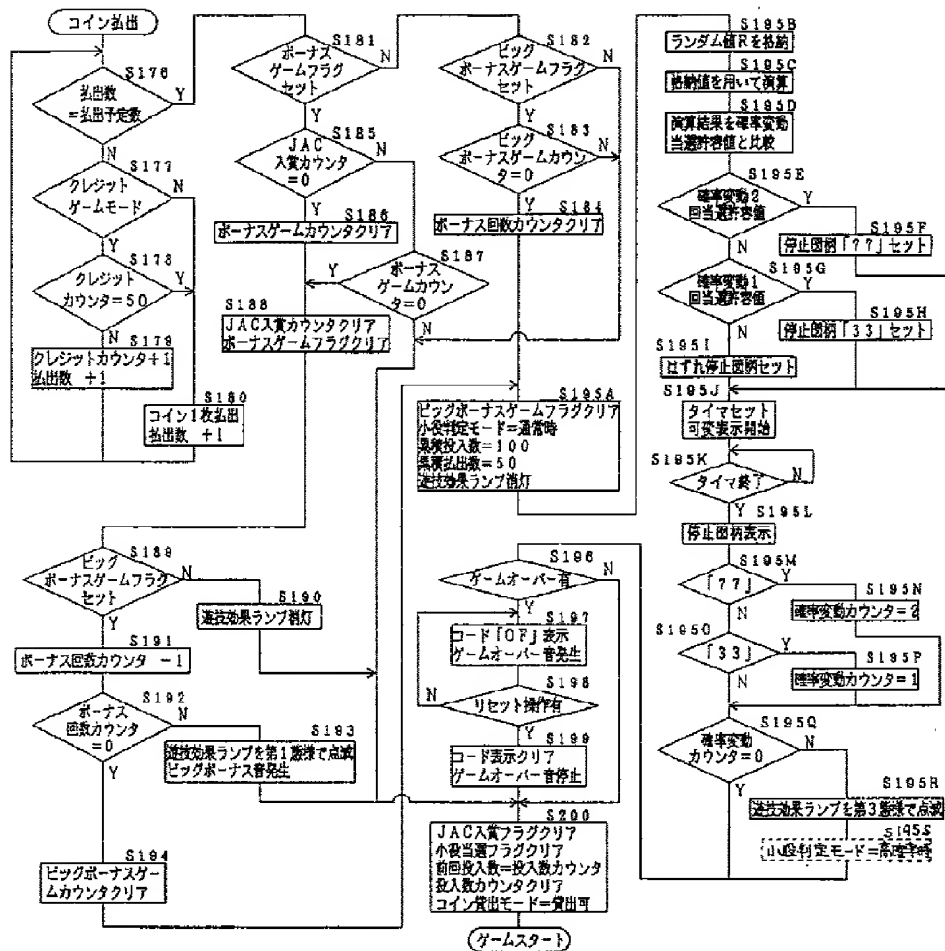 コイン払出
S176
払出数
=払出予定数
Y
N
S177
クレジット
ゲームモード
N
Y
S178
クレジット
カウンタ=50
Y
N
S179
クレジットカウンタ+1
払出数 +1
S180
コイン1枚払出
払出数 +1
S181
ボーナス
ゲームフラグ
セット
N
Y
S182
ビッグ
ボーナスゲームフラグ
セット
N
Y
S183
ビッグ
ボーナスゲームカウン
タ=0
N
Y
S184
ボーナス回数カウンタクリア
S185
JAC
入賞カウンタ
=0
N
Y
S186
ボーナスゲームカウンタクリア
S187
ボーナス
ゲームカウン
タ=0
Y
N
S188
JAC入賞カウンタクリア
ボーナスゲームフラグクリア
S189
ビッグ
ボーナスゲームフラグ
セット
N
Y
S190
遊技効果ランプ消灯
S191
ボーナス回数カウンタ -1
S192
ボーナス
回数カウンタ
=0
N
Y
S193
遊技効果ランプを第1態様で点滅
ビッグボーナス音発生
S194
ビッグボーナスゲー
ムカウンタクリア
S195A
ビッグボーナスゲームフラグクリア
小役判定モード=通常時
累積投入数=100
累積払出数=50
遊技効果ランプ消灯
S195B
ランダム値Rを格納
S195C
格納値を用いて演算
S195D
演算結果を確率変動
当選許容値と比較
S195E
確率変動2
回当選許容値
Y
N
S195F
停止図柄「77」セット
S195G
確率変動1
回当選許容値
Y
N
S195H
停止図柄「33」セット
S195I
はずれ停止図柄セット
S195J
タイマセット
可変表示開始
S195K
タイマ終了
N
Y
S195L
停止図柄表示
S195M
「77」
Y
N
S195N
確率変動カウンタ=2
S195O
「33」
Y
N
S195P
確率変動カウンタ=1
S195Q
確率変動
カウンタ=0
N
Y
S195R
遊技効果ランプを第3態様で点滅
S195S
小役判定モード=高確率時
S196
ゲームオーバー有
N
Y
S197
コード「OF」表示
ゲームオーバー音発生
S198
リセット操作有
N
Y
S199
コード表示クリア
ゲームオーバー音停止
S200
JAC入賞フラグクリア
小役当選フラグクリア
前回投入数=投入数カウンタ
投入数カウンタクリア
コイン貸出モード=貸出可
ゲームスタート